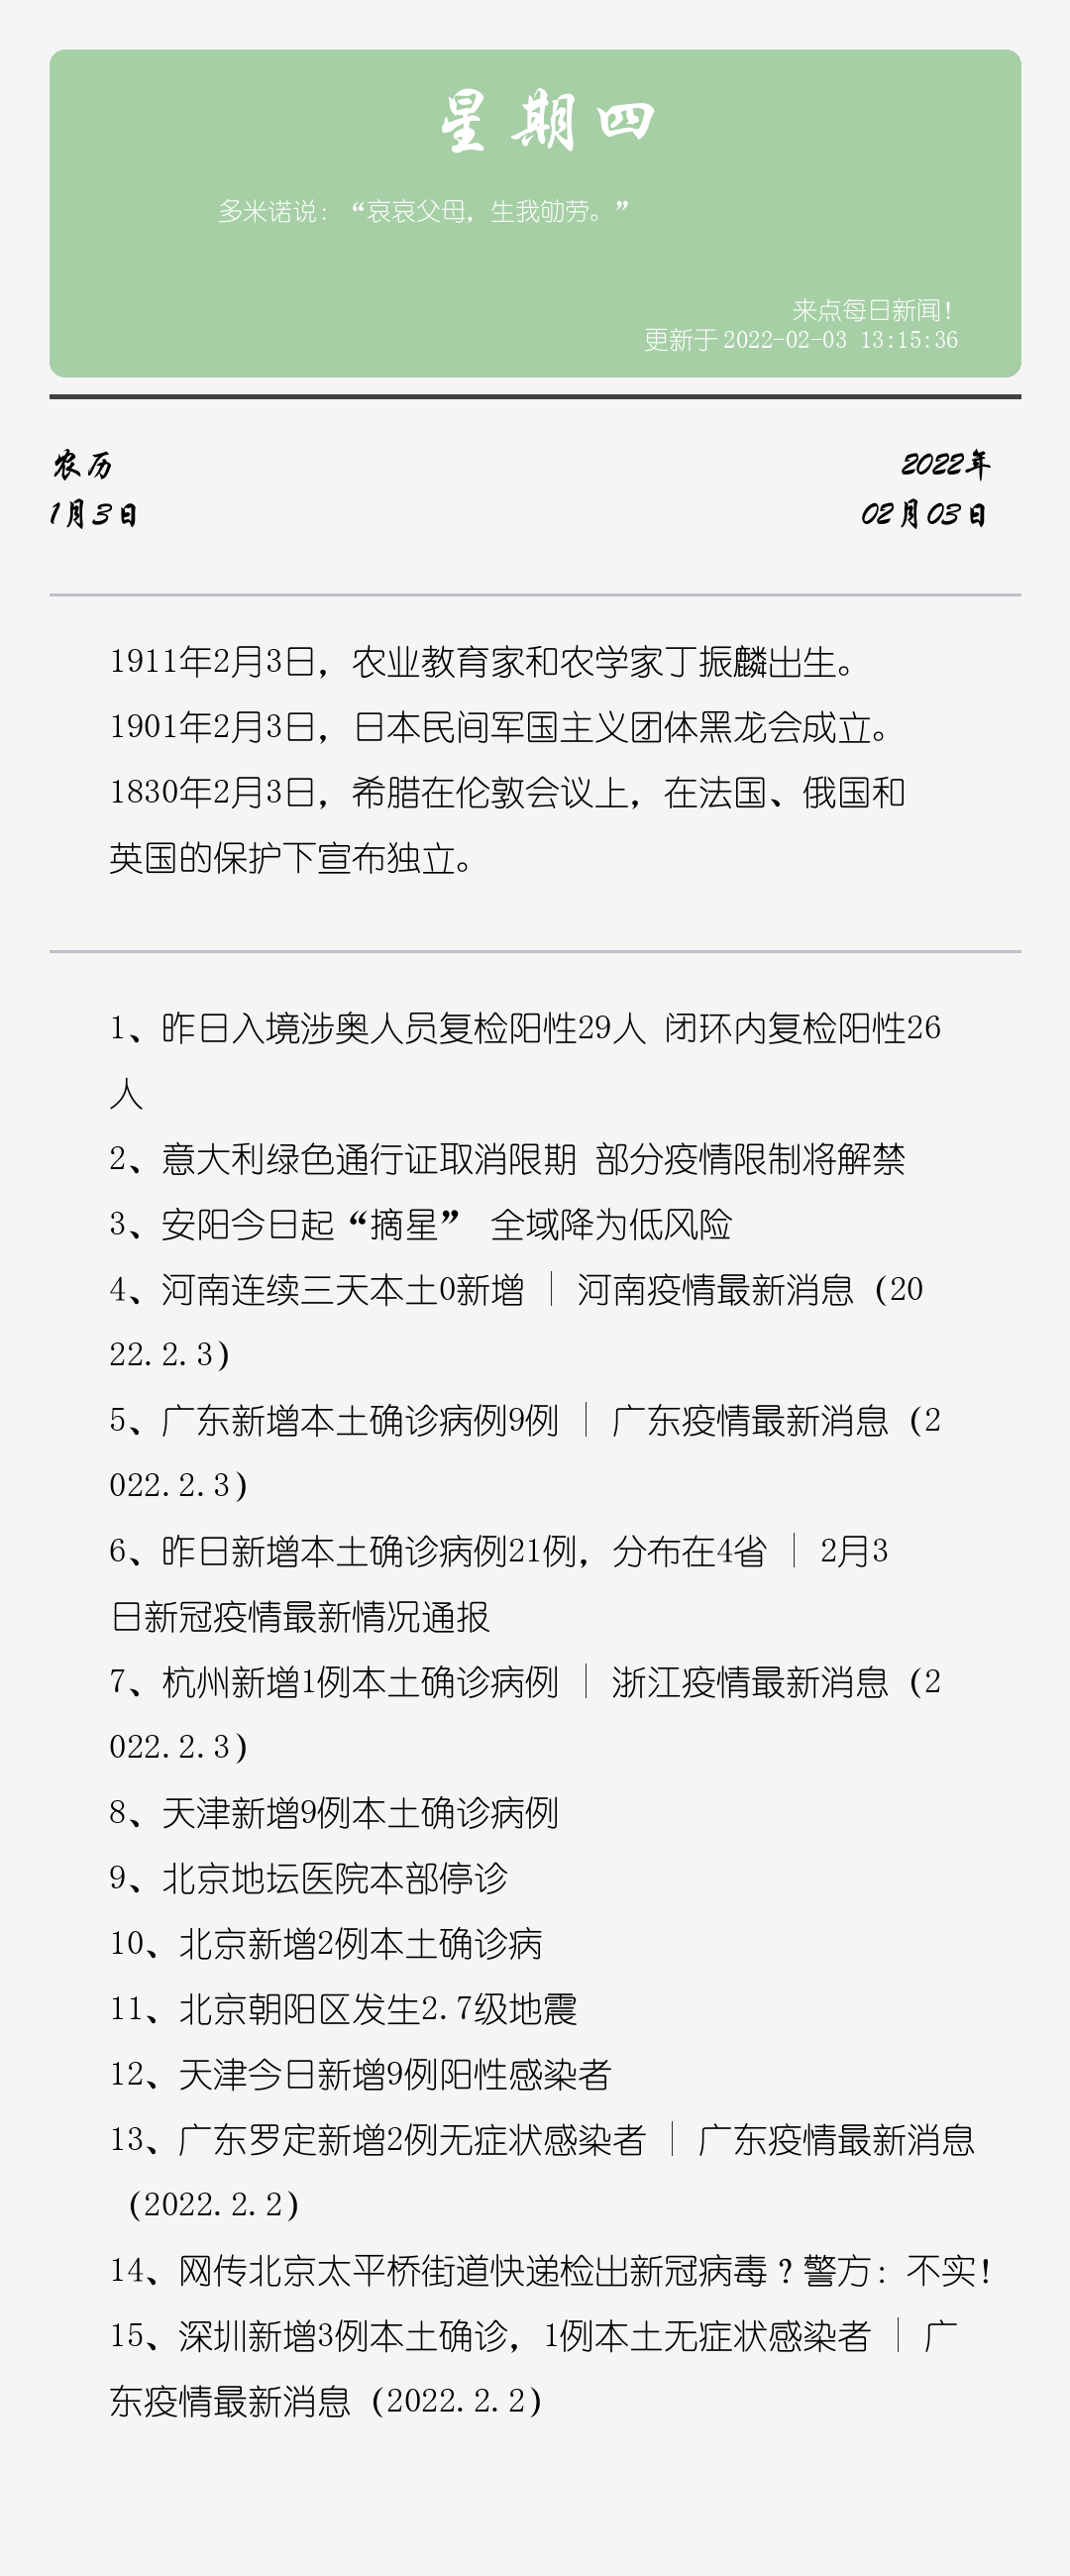 星期四
多米诺说：“哀哀父母，生我劬劳。”
来点每日新闻！
更新于 2022-02-03 13:15:36
农历
2022年
1月3日
02月03日
1911年2月3日，农业教育家和农学家丁振麟出生。
1901年2月3日，日本民间军国主义团体黑龙会成立。
1830年2月3日，希腊在伦敦会议上，在法国、俄国和
英国的保护下宣布独立。
1、昨日入境涉奥人员复检阳性29人 闭环内复检阳性26
人
2、意大利绿色通行证取消限期 部分疫情限制将解禁
3、安阳今日起“摘星” 全域降为低风险
4、河南连续三天本土0新增 | 河南疫情最新消息（20
22.2.3）
5、广东新增本土确诊病例9例 | 广东疫情最新消息（2
022.2.3）
6、昨日新增本土确诊病例21例，分布在4省 | 2月3
日新冠疫情最新情况通报
7、杭州新增1例本土确诊病例 | 浙江疫情最新消息（2
022.2.3）
8、天津新增9例本土确诊病例
9、北京地坛医院本部停诊
10、北京新增2例本土确诊病
11、北京朝阳区发生2.7级地震
12、天津今日新增9例阳性感染者
13、广东罗定新增2例无症状感染者 | 广东疫情最新消息
（2022.2.2）
14、网传北京太平桥街道快递检出新冠病毒？警方：不实！
15、深圳新增3例本土确诊，1例本土无症状感染者 | 广
东疫情最新消息（2022.2.2）